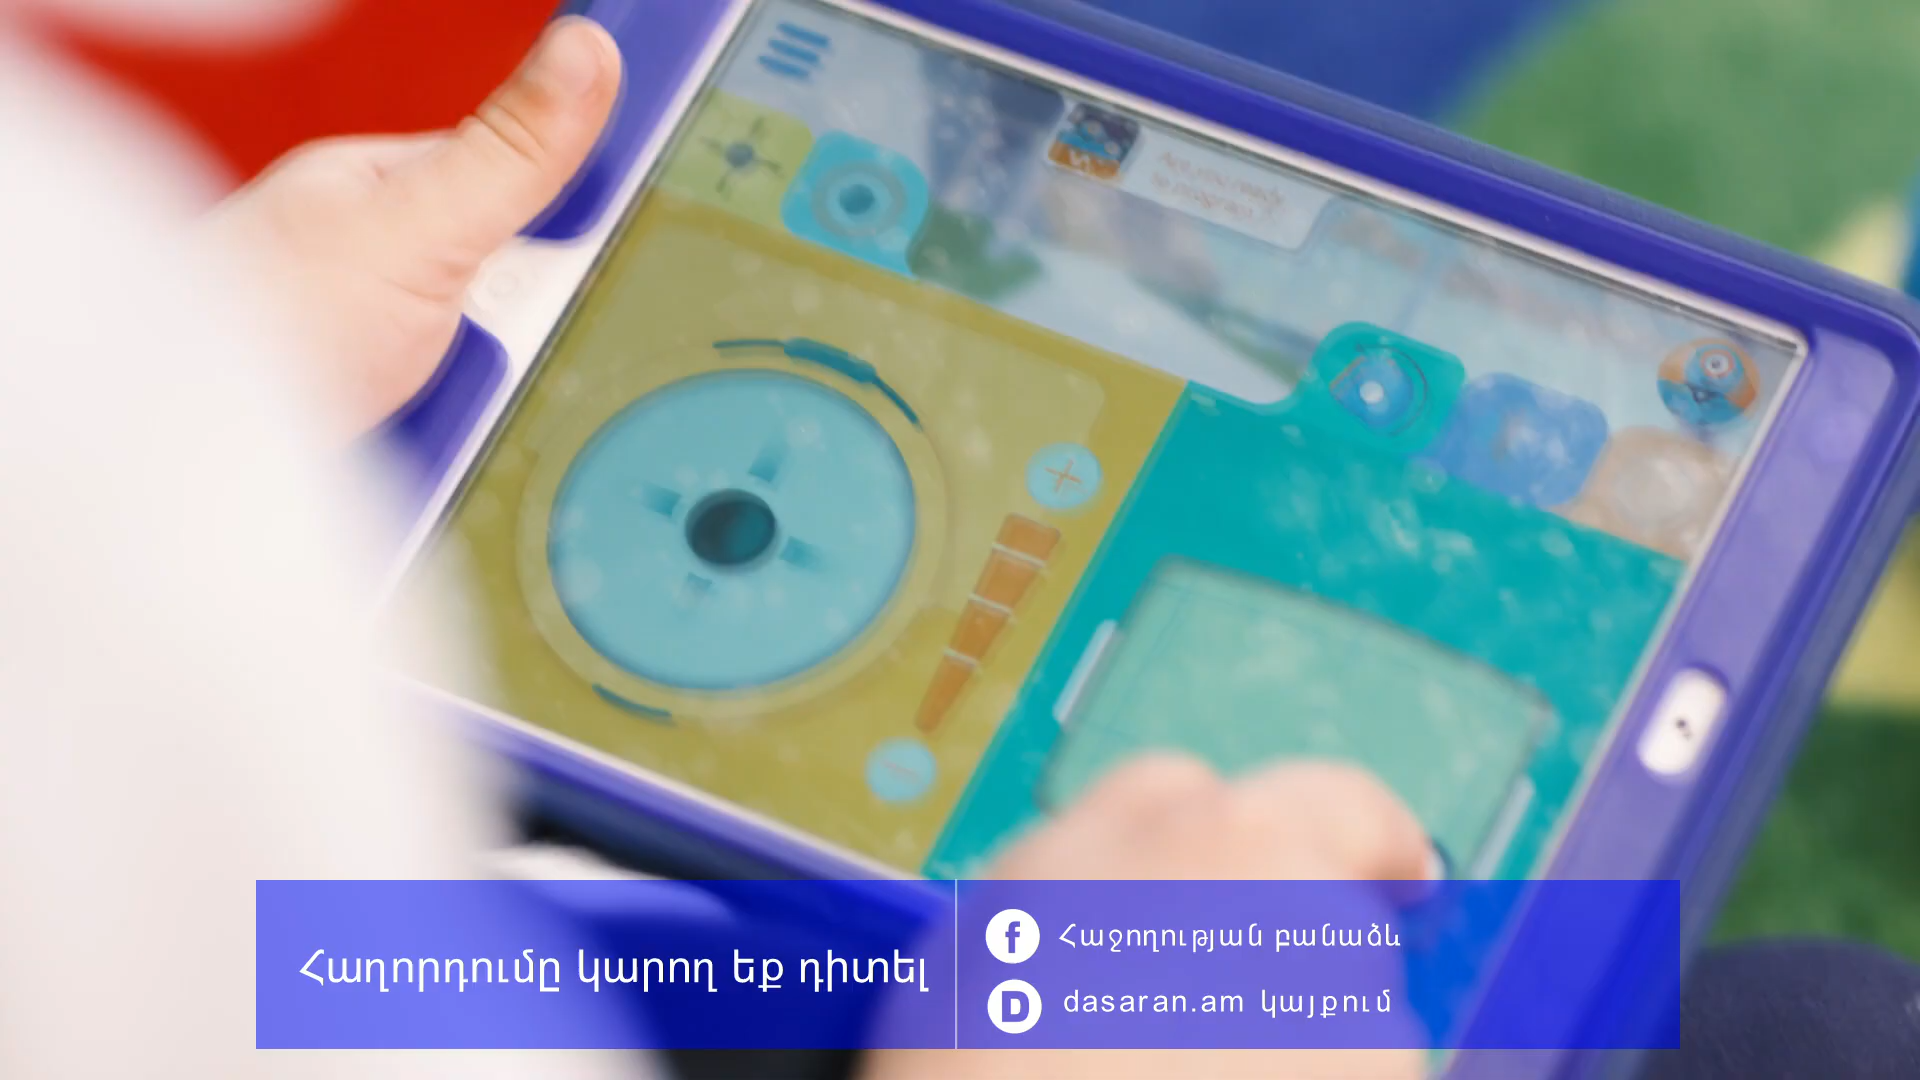 Հաղորդումը կարող եք դիտել
Հաջողության բանաձև
dasaran.am կայքում